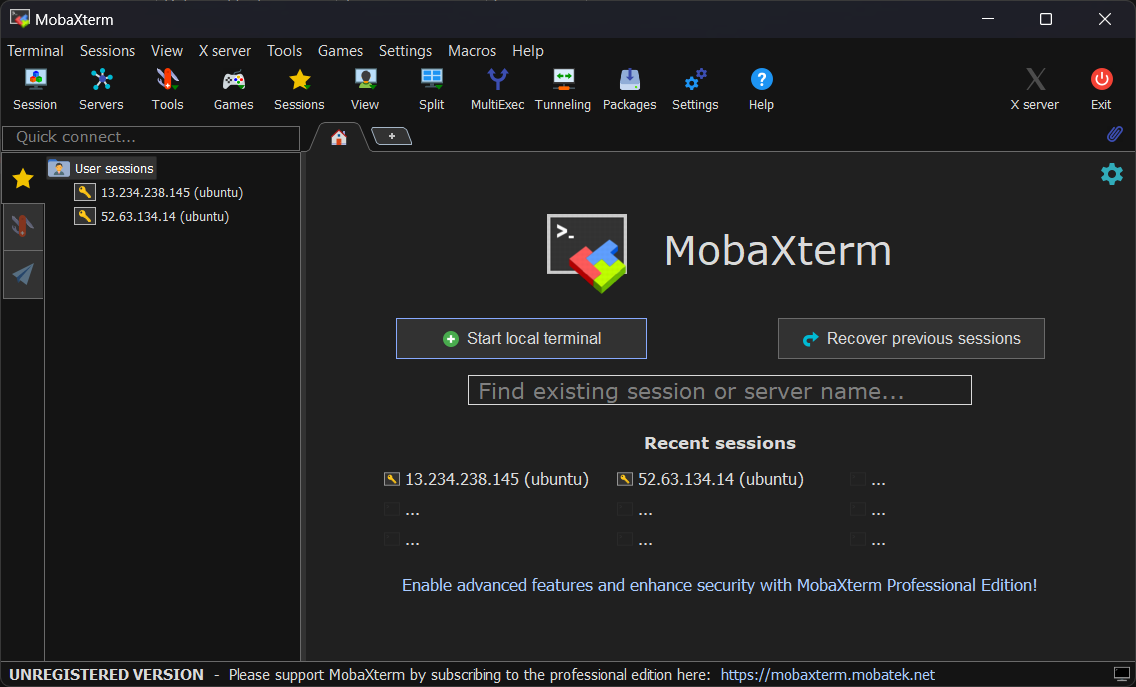 MobaXterm
Terminal Sessions View X server Tools Games Settings Macros Help
Session Servers Tools Games Sessions View Split MultiExec Tunneling Packages Settings Help X server Exit
Quick connect...
User sessions
13.234.238.145 (ubuntu)
52.63.134.14 (ubuntu)
>_
MobaXterm
Start local terminal Recover previous sessions
Find existing session or server name...
Recent sessions
13.234.238.145 (ubuntu) 52.63.134.14 (ubuntu) ...
... ... ...
... ... ...
Enable advanced features and enhance security with MobaXterm Professional Edition!
UNREGISTERED VERSION - Please support MobaXterm by subscribing to the professional edition here: https://mobaxterm.mobatek.net